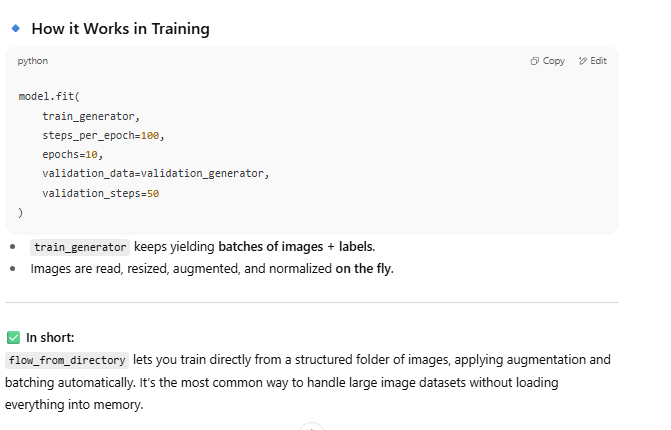 How it Works in Training
python
Copy Edit
model.fit(
    train_generator,
    steps_per_epoch=100,
    epochs=10,
    validation_data=validation_generator,
    validation_steps=50
)
train_generator keeps yielding batches of images + labels.
Images are read, resized, augmented, and normalized on the fly.
In short:
flow_from_directory lets you train directly from a structured folder of images, applying augmentation and
batching automatically. It’s the most common way to handle large image datasets without loading
everything into memory.